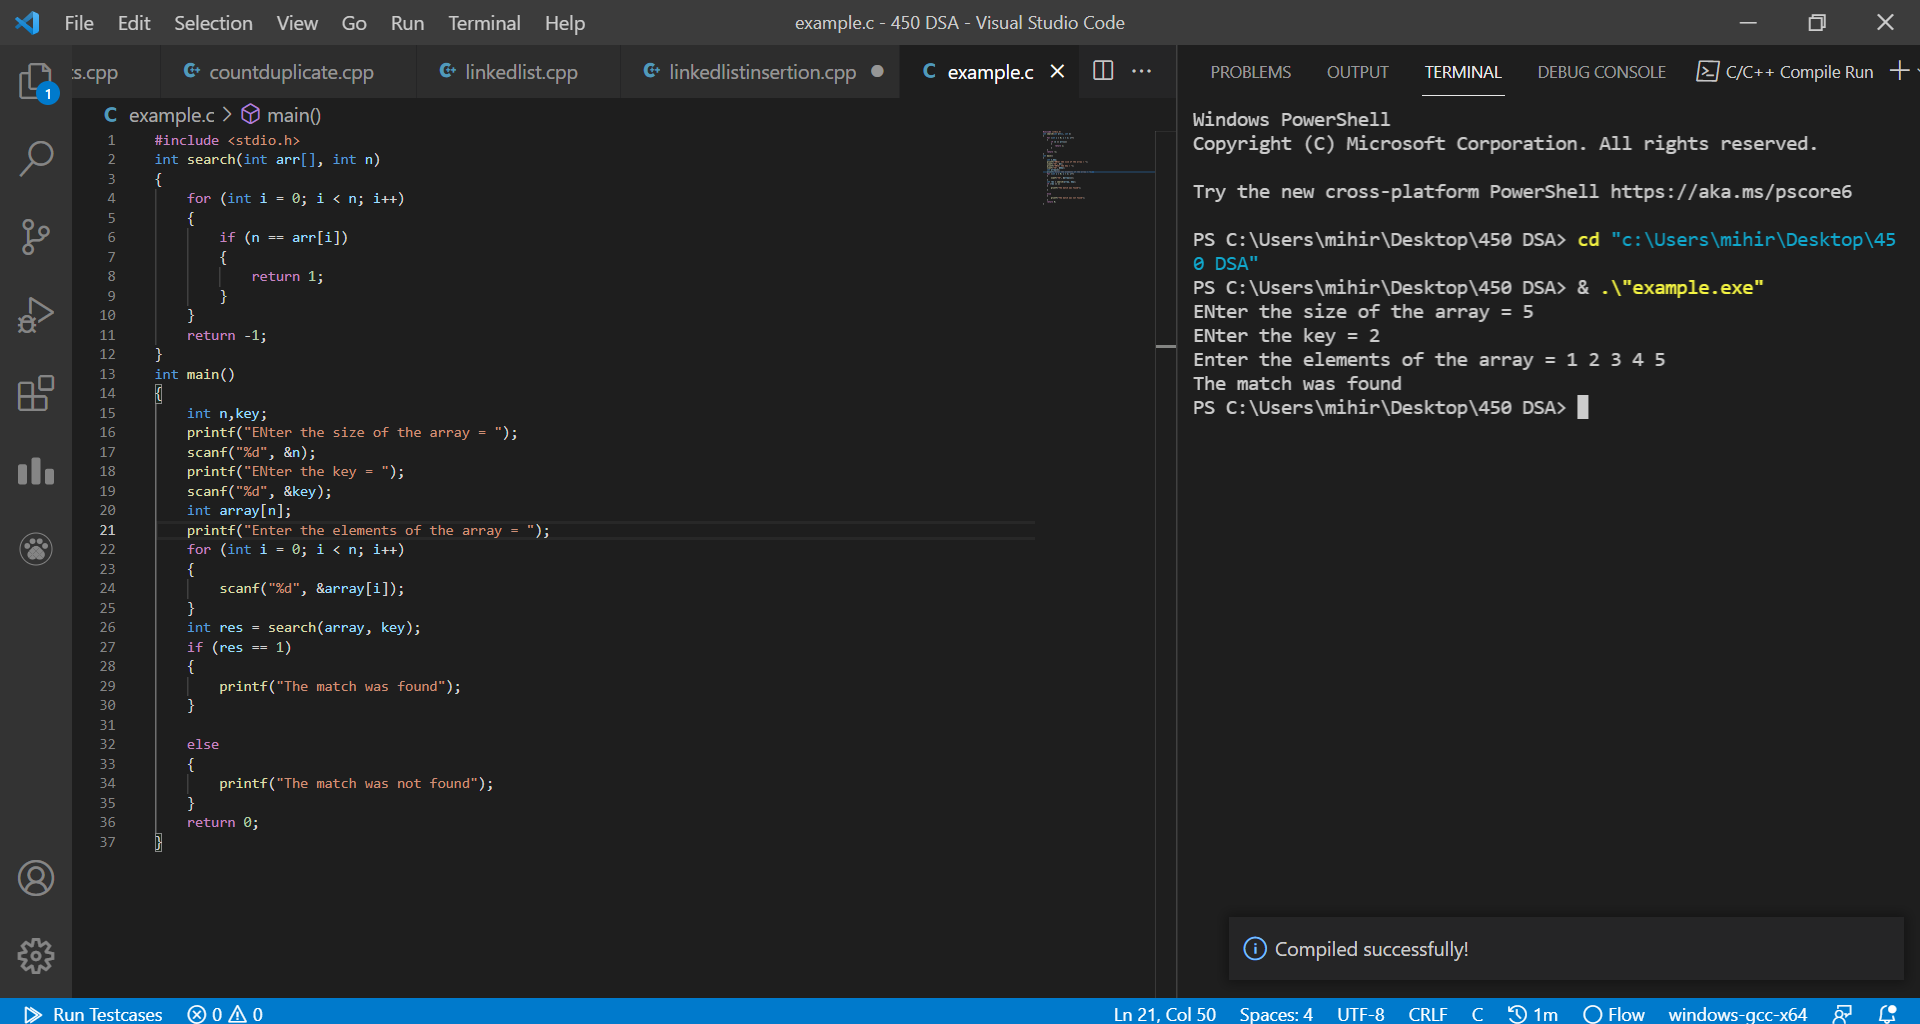 File Edit Selection View Go Run Terminal Help
example.c - 450 DSA - Visual Studio Code
1
s.cpp
countduplicate.cpp
linkedlist.cpp
linkedlistinsertion.cpp
C example.c
C example.c > main()
1 #include <stdio.h>
2 int search(int arr[], int n)
3 {
4 for (int i = 0; i < n; i++)
5 {
6 if (n == arr[i])
7 {
8 return 1;
9 }
10 }
11 return -1;
12 }
13 int main()
14 {
15 int n,key;
16 printf("ENter the size of the array = ");
17 scanf("%d", &n);
18 printf("ENter the key = ");
19 scanf("%d", &key);
20 int array[n];
21 printf("Enter the elements of the array = ");
22 for (int i = 0; i < n; i++)
23 {
24 scanf("%d", &array[i]);
25 }
26 int res = search(array, key);
27 if (res == 1)
28 {
29 printf("The match was found");
30 }
31
32 else
33 {
34 printf("The match was not found");
35 }
36 return 0;
37 }
PROBLEMS OUTPUT TERMINAL DEBUG CONSOLE C/C++ Compile Run
Windows PowerShell
Copyright (C) Microsoft Corporation. All rights reserved.
Try the new cross-platform PowerShell https://aka.ms/pscore6
PS C:\Users\mihir\Desktop\450 DSA> cd "c:\Users\mihir\Desktop\45
0 DSA"
PS C:\Users\mihir\Desktop\450 DSA> & .\"example.exe"
ENter the size of the array = 5
ENter the key = 2
Enter the elements of the array = 1 2 3 4 5
The match was found
PS C:\Users\mihir\Desktop\450 DSA>
Compiled successfully!
Run Testcases 0 0
Ln 21, Col 50 Spaces: 4 UTF-8 CRLF C 1m Flow windows-gcc-x64